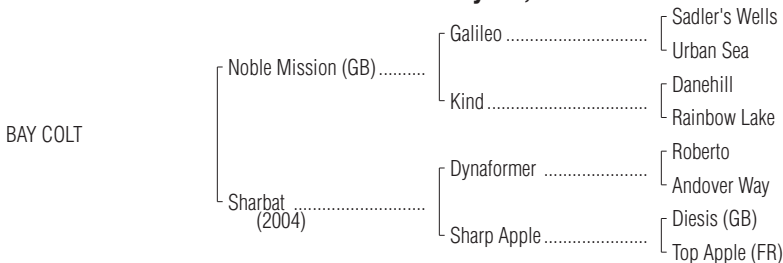 Sadler's Wells
Galileo ..............................
Urban Sea
Noble Mission (GB)..........
Danehill
Kind..................................
Rainbow Lake
BAY COLT
Roberto
Dynaformer ......................
Andover Way
Sharbat ............................
(2004)
Diesis (GB)
Sharp Apple......................
Top Apple (FR)